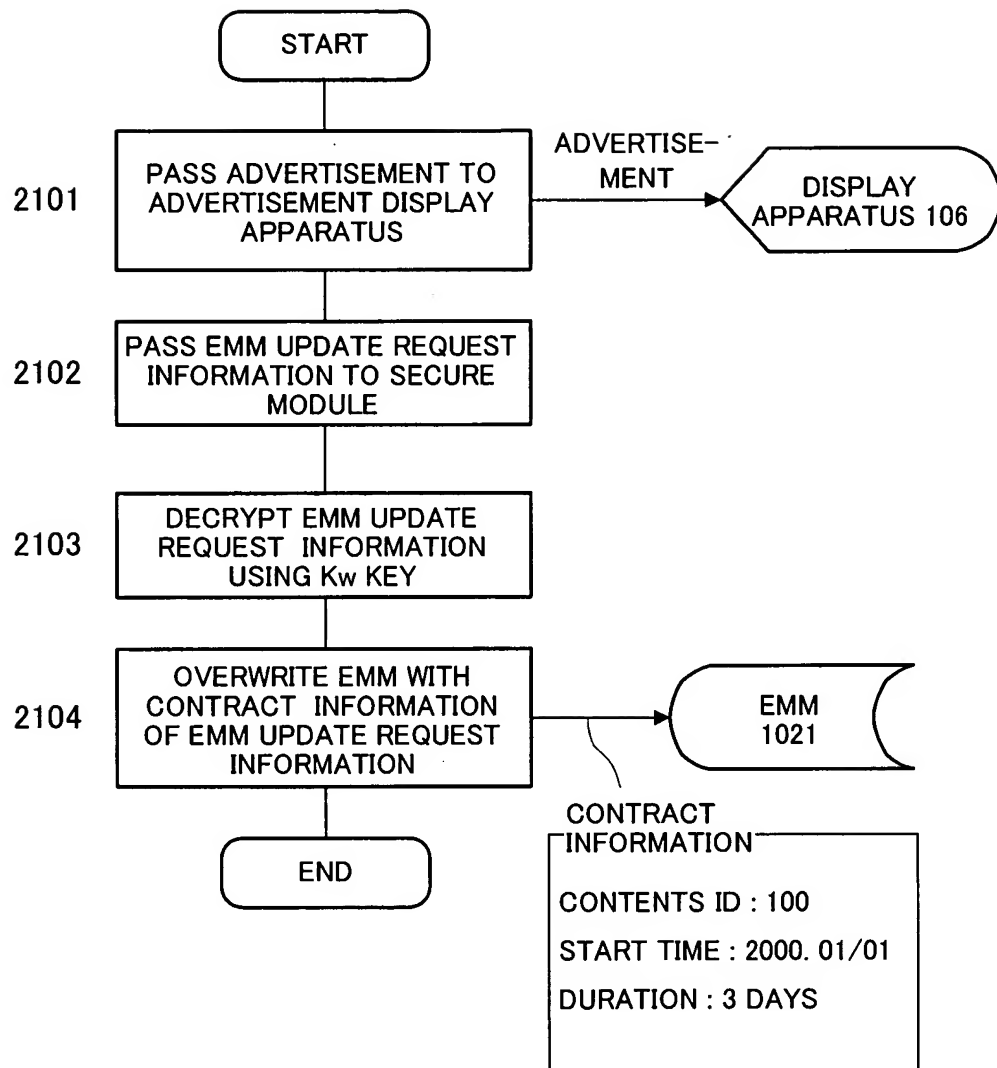 START
2101
PASS ADVERTISEMENT TO
ADVERTISEMENT DISPLAY
APPARATUS
ADVERTISE-
MENT
DISPLAY
APPARATUS 106
2102
PASS EMM UPDATE REQUEST
INFORMATION TO SECURE
MODULE
2103
DECRYPT EMM UPDATE
REQUEST INFORMATION
USING Kw KEY
2104
OVERWRITE EMM WITH
CONTRACT INFORMATION
OF EMM UPDATE REQUEST
INFORMATION
EMM
1021
END
CONTRACT
INFORMATION
CONTENTS ID : 100
START TIME : 2000. 01/01
DURATION : 3 DAYS